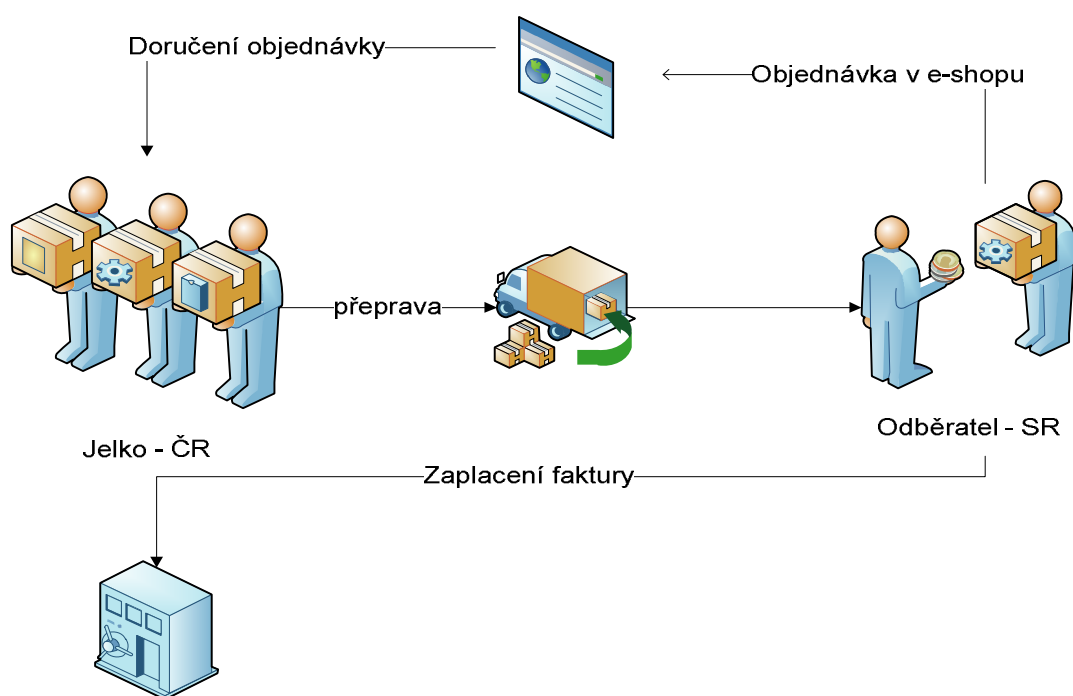 Doručení objednávky
Objednávka v e-shopu
přeprava
Jelko - ČR
Odběratel - SR
Zaplacení faktury